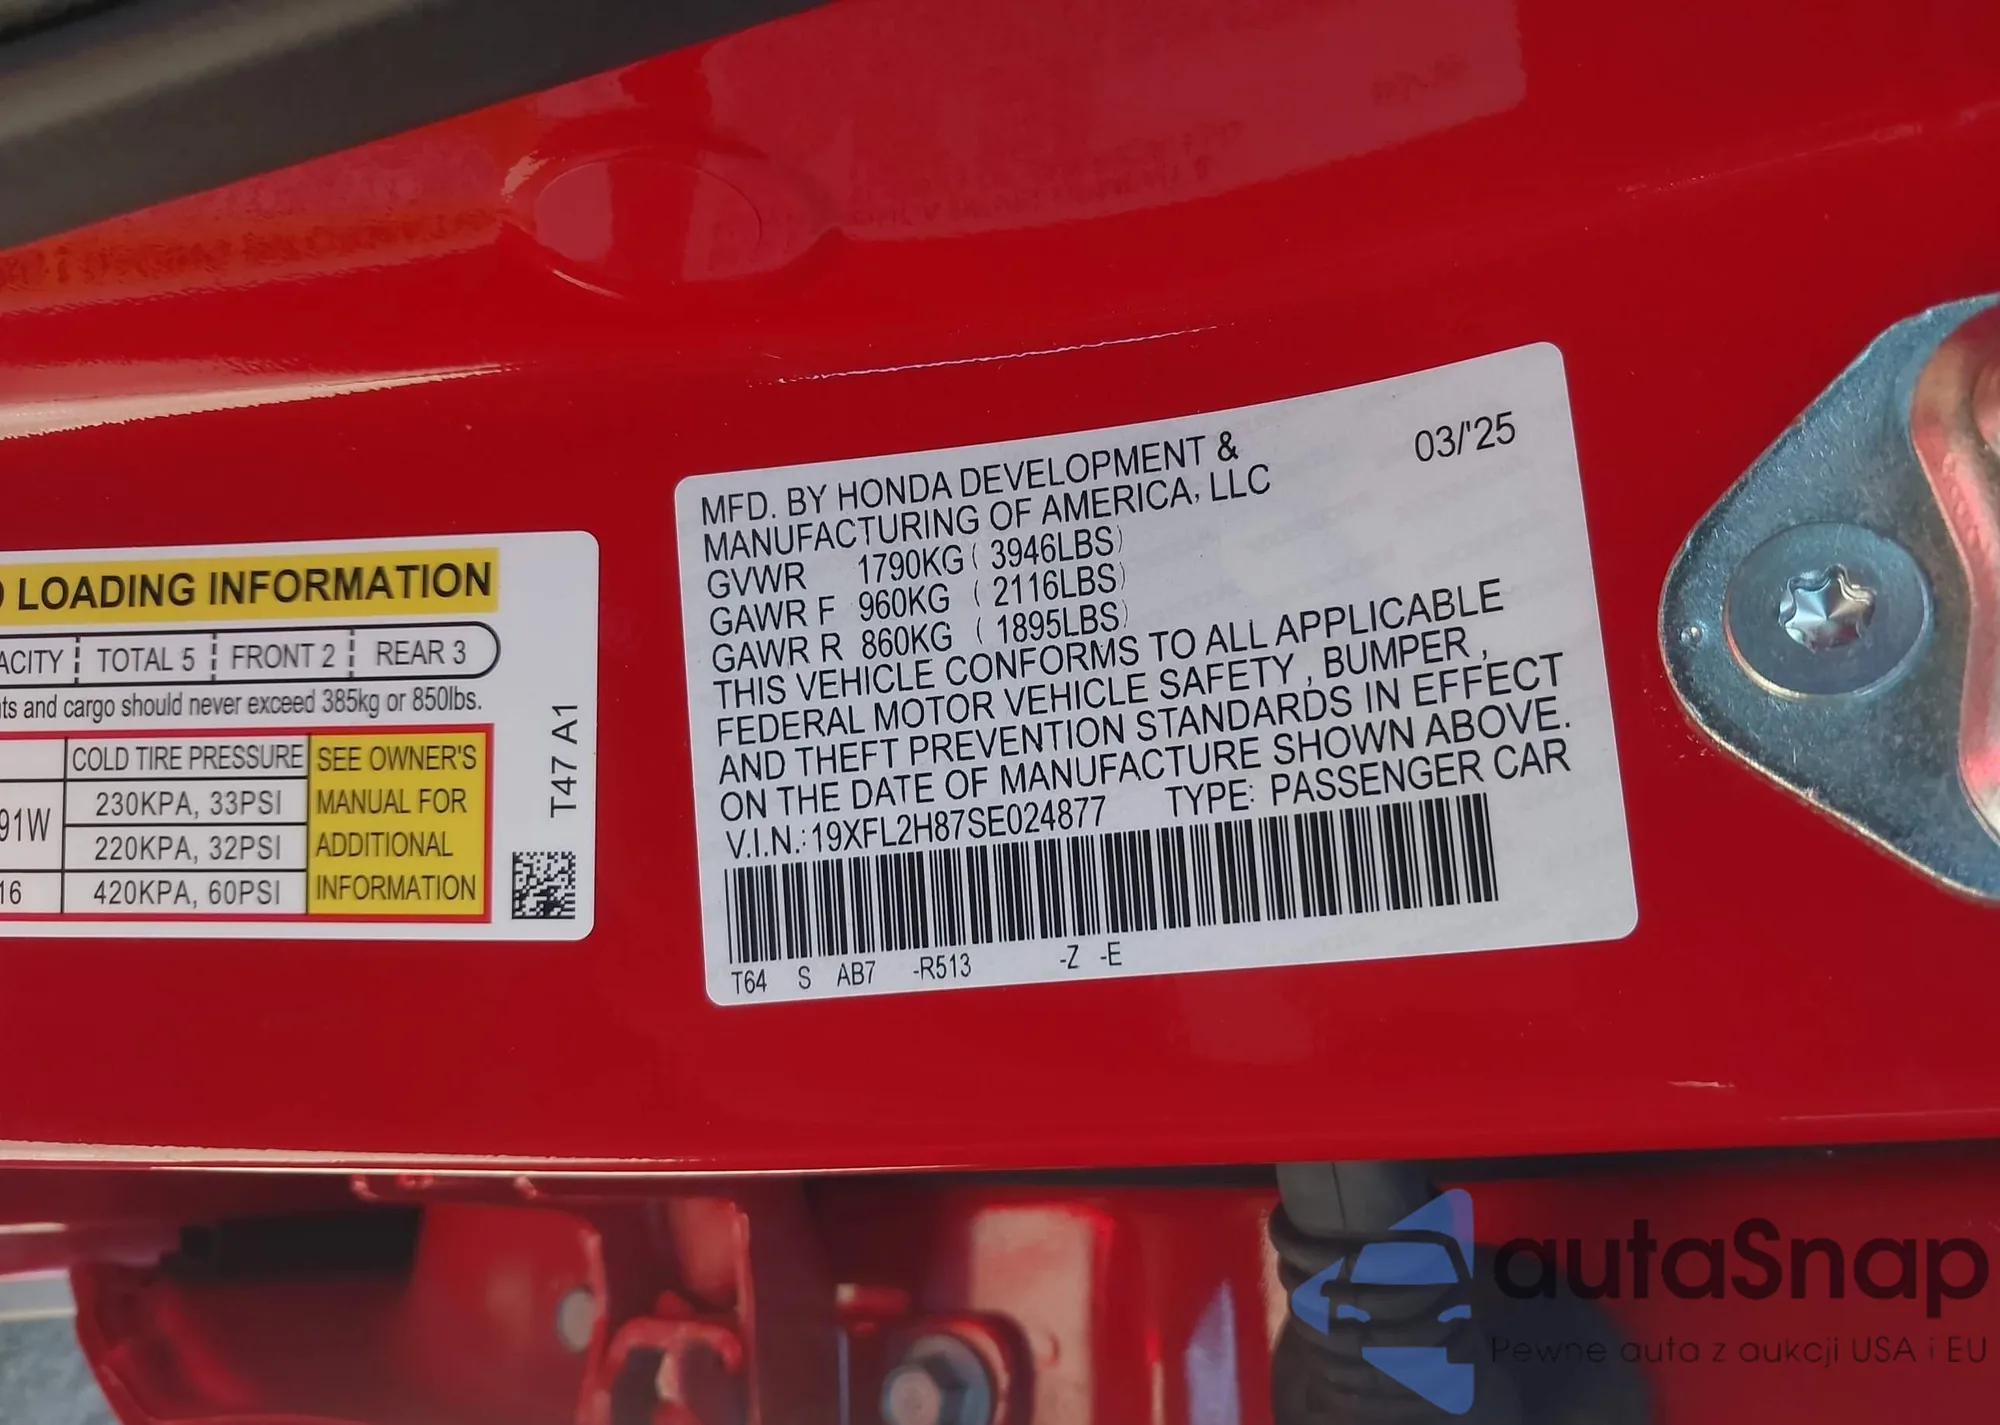 LOADING INFORMATION
TOTAL 5 FRONT 2 REAR 3
and cargo should never exceed 385kg or 850lbs.
COLD TIRE PRESSURE
230KPA, 33PSI
220KPA, 32PSI
420KPA, 60PSI
SEE OWNER'S
MANUAL FOR
ADDITIONAL
INFORMATION
T47 A1
MFD. BY HONDA DEVELOPMENT &
MANUFACTURING OF AMERICA, LLC
03/'25
GVWR 1790KG ( 3946LBS)
GAWR F 960KG ( 2116LBS)
GAWR R 860KG ( 1895LBS)
THIS VEHICLE CONFORMS TO ALL APPLICABLE
FEDERAL MOTOR VEHICLE SAFETY , BUMPER ,
AND THEFT PREVENTION STANDARDS IN EFFECT
ON THE DATE OF MANUFACTURE SHOWN ABOVE.
V.I.N.: 19XFL2H87SE024877 TYPE: PASSENGER CAR
T64 S AB7 -R513 -Z -E
autaSnap
Pewne auta z aukcji USA i EU